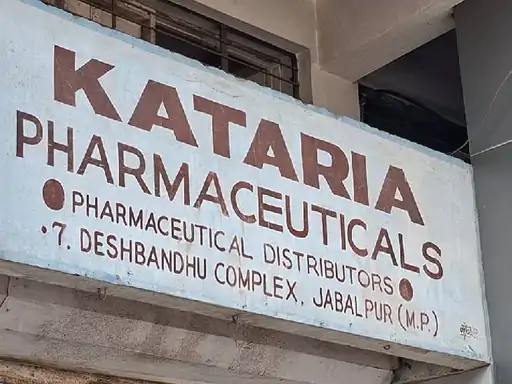 KATARIA
PHARMACEUTICALS
PHARMACEUTICAL DISTRIBUTORS
.7. DESHBANDHU COMPLEX. JABALPUR (M.P.)